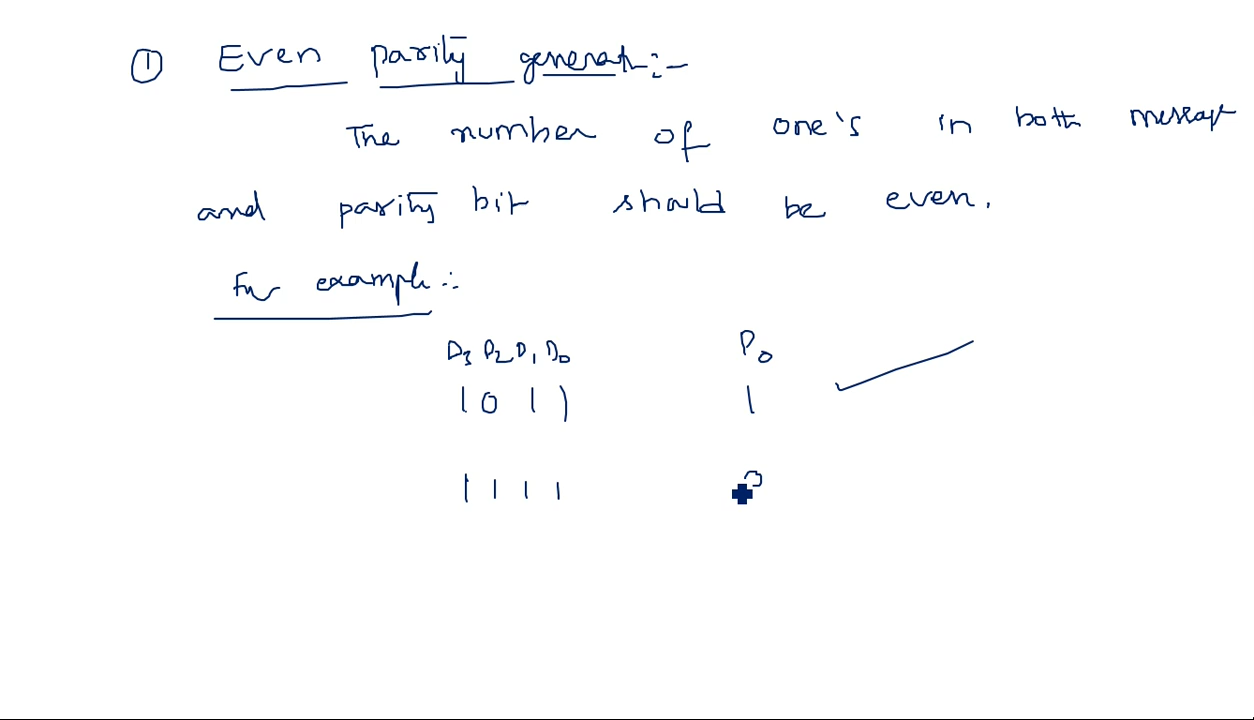 ① Even parity generat:-
The number of one's in both message
and parity bit should be even.
For example:
D3 D2 D1 D0 P0
1 0 1 1 1
1 1 1 1